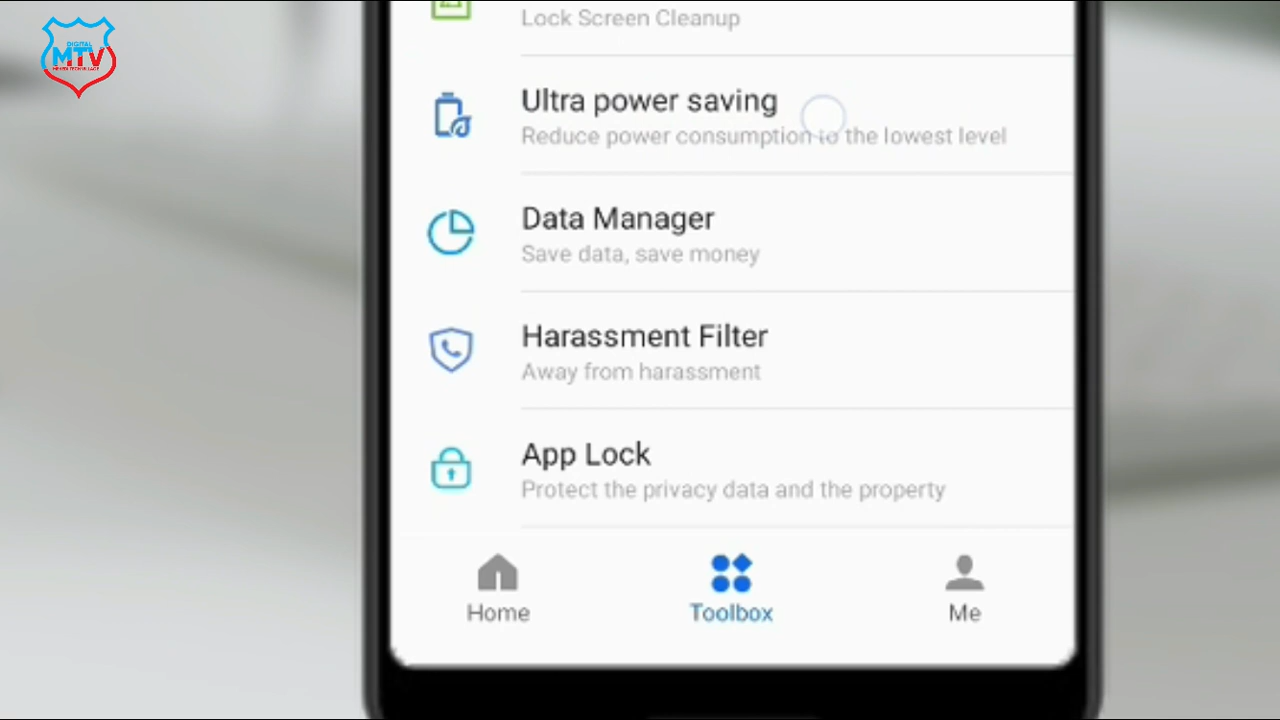 DIGITAL
MTV
Lock Screen Cleanup
Ultra power saving
Reduce power consumption to the lowest level
Data Manager
Save data, save money
Harassment Filter
Away from harassment
App Lock
Protect the privacy data and the property
Home
Toolbox
Me